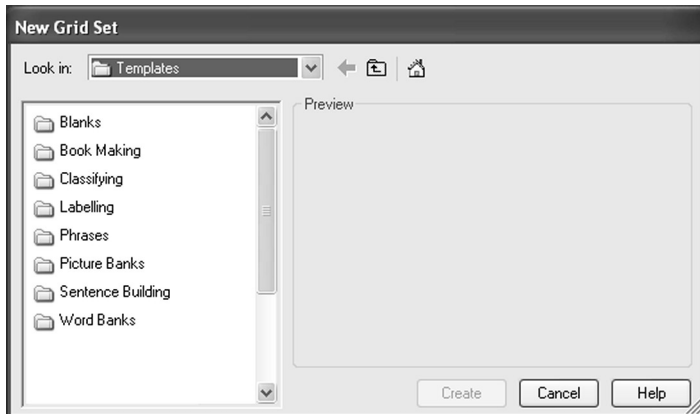 New Grid Set
Look in: Templates
Preview
Blanks
Book Making
Classifying
Labelling
Phrases
Picture Banks
Sentence Building
Word Banks
Create Cancel Help